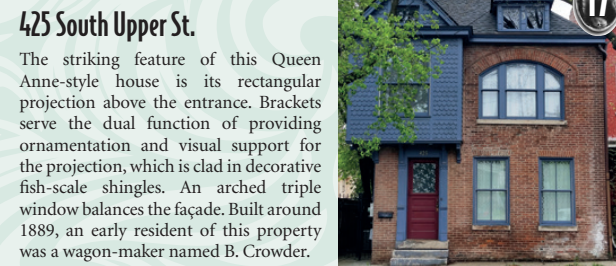 425 South Upper St.
The striking feature of this Queen
Anne-style house is its rectangular
projection above the entrance. Brackets
serve the dual function of providing
ornamentation and visual support for
the projection, which is clad in decorative
fish-scale shingles. An arched triple
window balances the façade. Built around
1889, an early resident of this property
was a wagon-maker named B. Crowder.
17